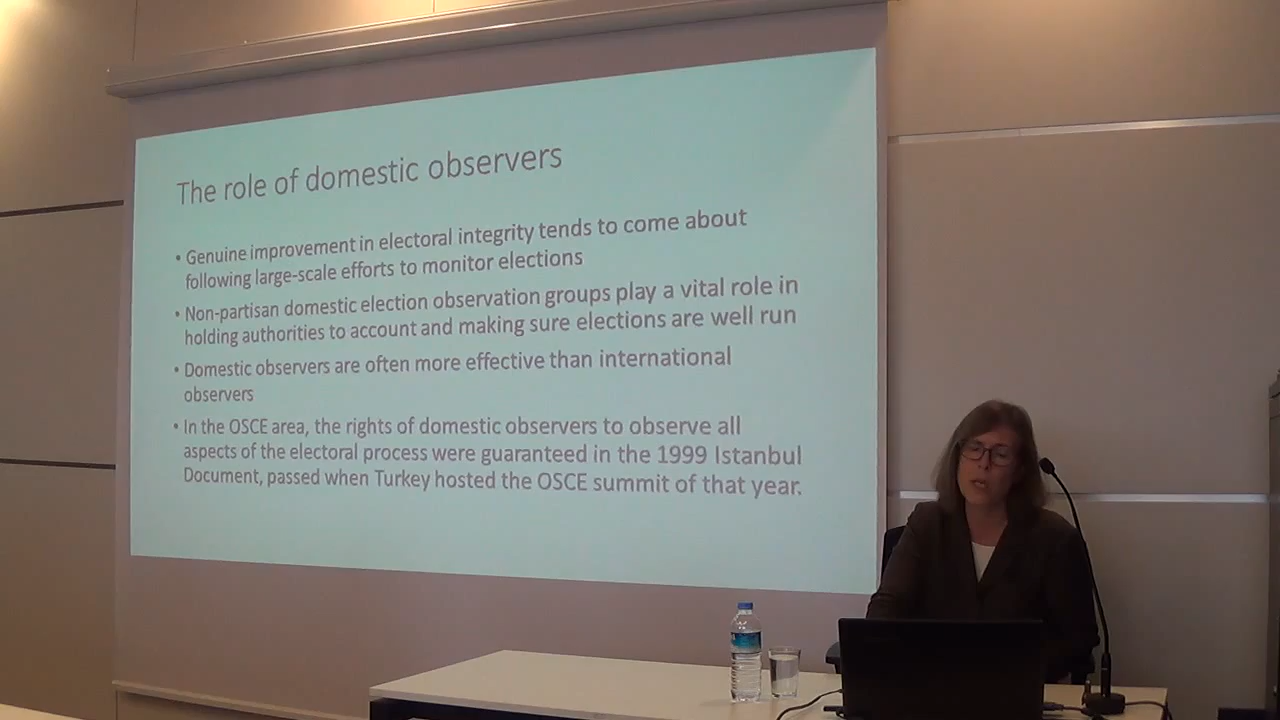 The role of domestic observers
• Genuine improvement in electoral integrity tends to come about
following large-scale efforts to monitor elections
• Non-partisan domestic election observation groups play a vital role in
holding authorities to account and making sure elections are well run
• Domestic observers are often more effective than international
observers
• In the OSCE area, the rights of domestic observers to observe all
aspects of the electoral process were guaranteed in the 1999 Istanbul
Document, passed when Turkey hosted the OSCE summit of that year.